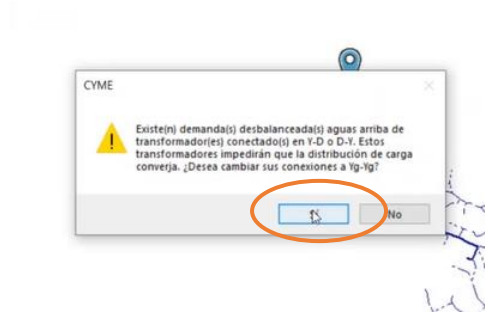 CYME
Existe(n) demanda(s) desbalanceada(s) aguas arriba de
transformador(es) conectado(s) en Y-D o D-Y. Estos
transformadores impedirán que la distribución de carga
converja. ¿Desea cambiar sus conexiones a Yg-Yg?
No